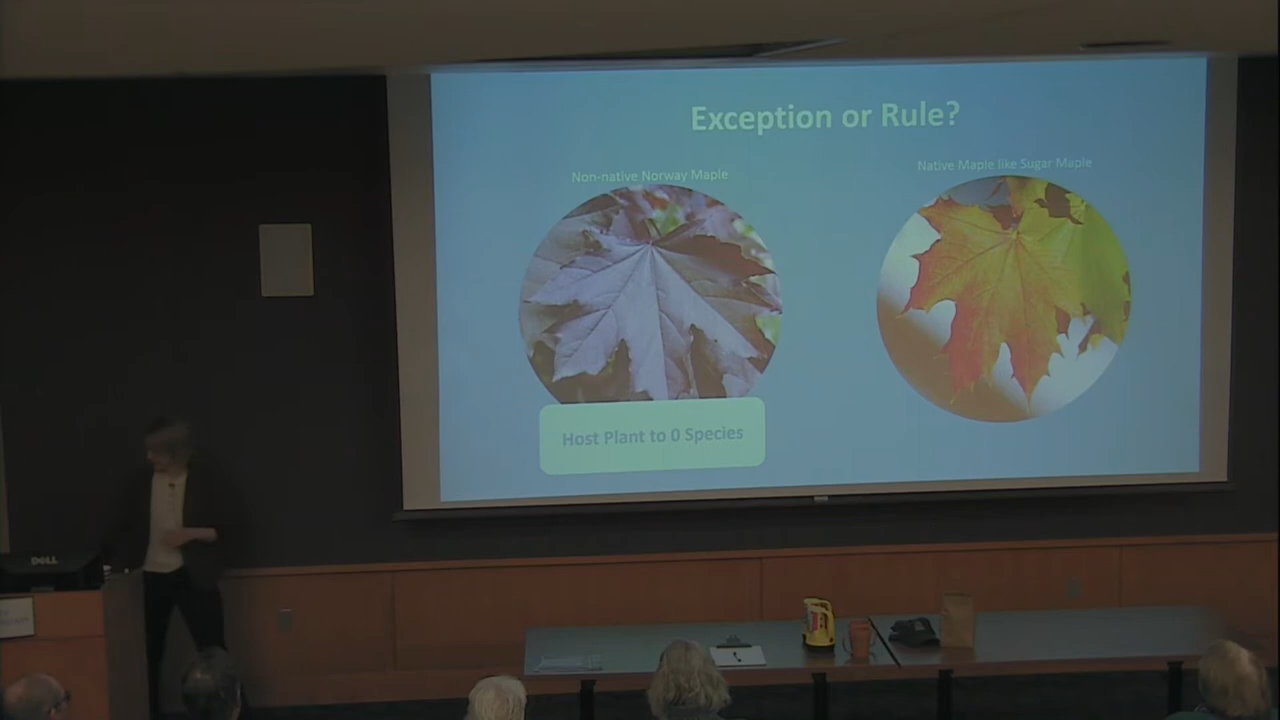 Exception or Rule?
Non-native Norway Maple
Native Maple like Sugar Maple
Host Plant to 0 Species
DELL